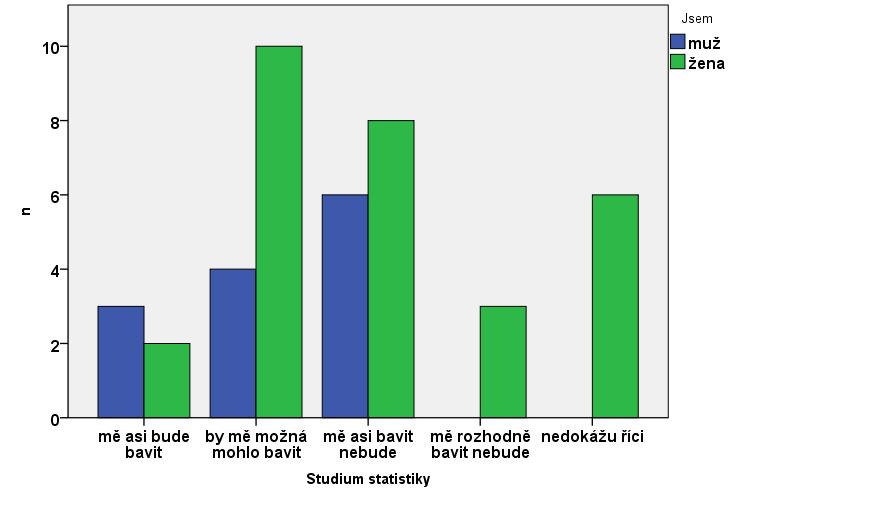 Jsem
muž
žena
10
8
6
4
2
0
n
mě asi bude
bavit
by mě možná
mohlo bavit
mě asi bavit
nebude
mě rozhodně
bavit nebude
nedokážu říci
Studium statistiky